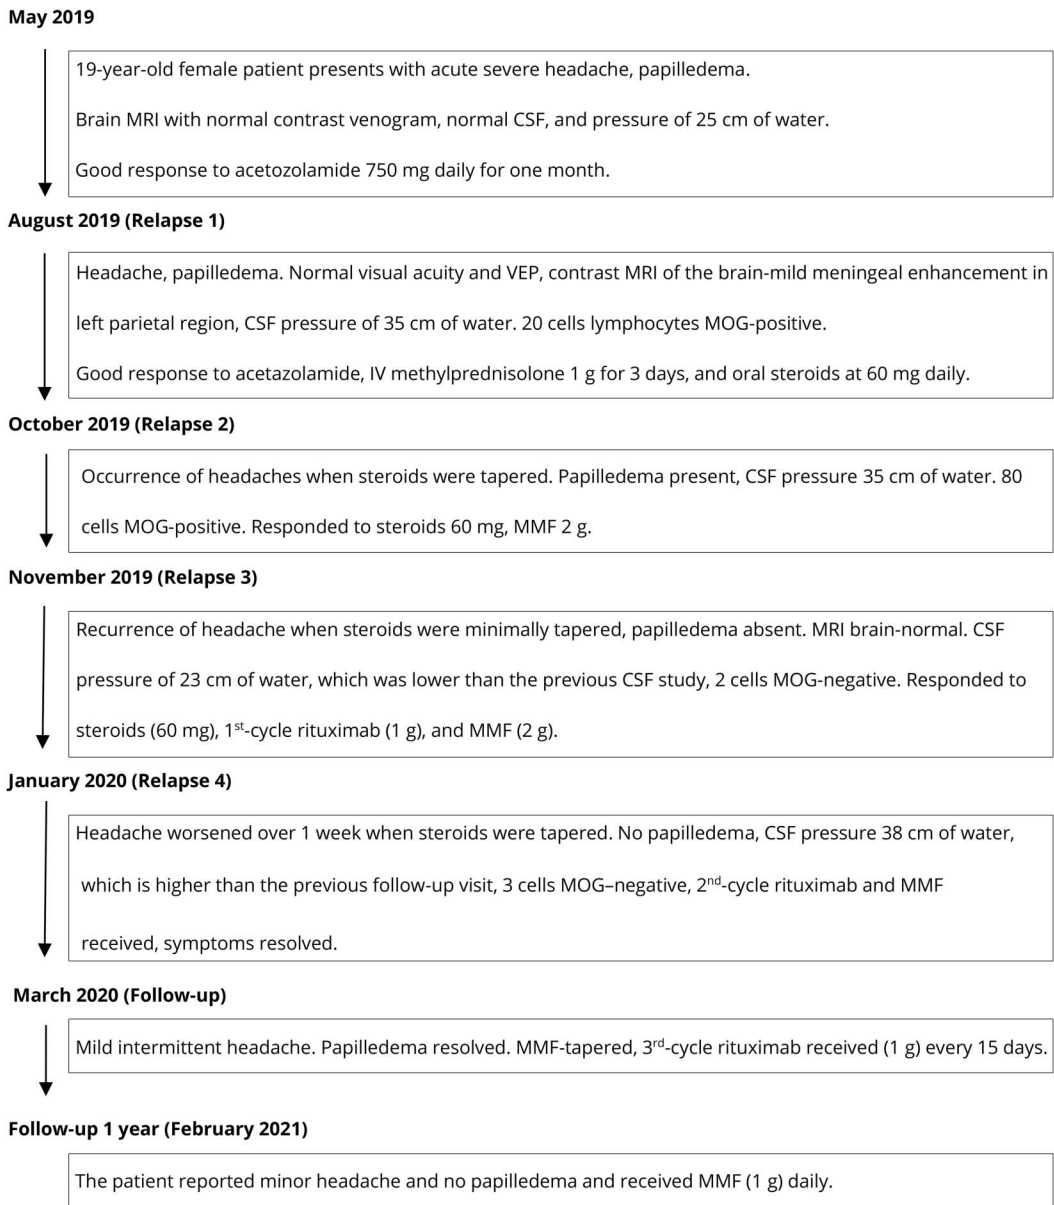 May 2019
19-year-old female patient presents with acute severe headache, papilledema.
Brain MRI with normal contrast venogram, normal CSF, and pressure of 25 cm of water.
Good response to acetozolamide 750 mg daily for one month.
August 2019 (Relapse 1)
Headache, papilledema. Normal visual acuity and VEP, contrast MRI of the brain-mild meningeal enhancement in
left parietal region, CSF pressure of 35 cm of water. 20 cells lymphocytes MOG-positive.
Good response to acetazolamide, IV methylprednisolone 1 g for 3 days, and oral steroids at 60 mg daily.
October 2019 (Relapse 2)
Occurrence of headaches when steroids were tapered. Papilledema present, CSF pressure 35 cm of water. 80
cells MOG-positive. Responded to steroids 60 mg, MMF 2 g.
November 2019 (Relapse 3)
Recurrence of headache when steroids were minimally tapered, papilledema absent. MRI brain-normal. CSF
pressure of 23 cm of water, which was lower than the previous CSF study, 2 cells MOG-negative. Responded to
steroids (60 mg), 1st-cycle rituximab (1 g), and MMF (2 g).
January 2020 (Relapse 4)
Headache worsened over 1 week when steroids were tapered. No papilledema, CSF pressure 38 cm of water,
which is higher than the previous follow-up visit, 3 cells MOG–negative, 2nd-cycle rituximab and MMF
received, symptoms resolved.
March 2020 (Follow-up)
Mild intermittent headache. Papilledema resolved. MMF-tapered, 3rd-cycle rituximab received (1 g) every 15 days.
Follow-up 1 year (February 2021)
The patient reported minor headache and no papilledema and received MMF (1 g) daily.